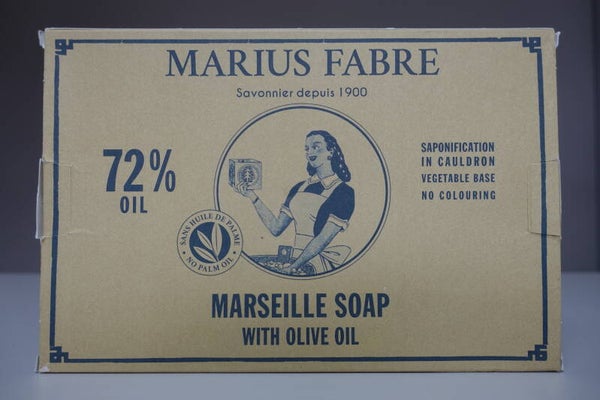 MARIUS FABRE
Savonnier depuis 1900
72%
OIL
SAPONIFICATION
IN CAULDRON
VEGETABLE BASE
NO COLOURING
SANS HUILE DE PALME
• NO PALM OIL •
MARSEILLE SOAP
WITH OLIVE OIL